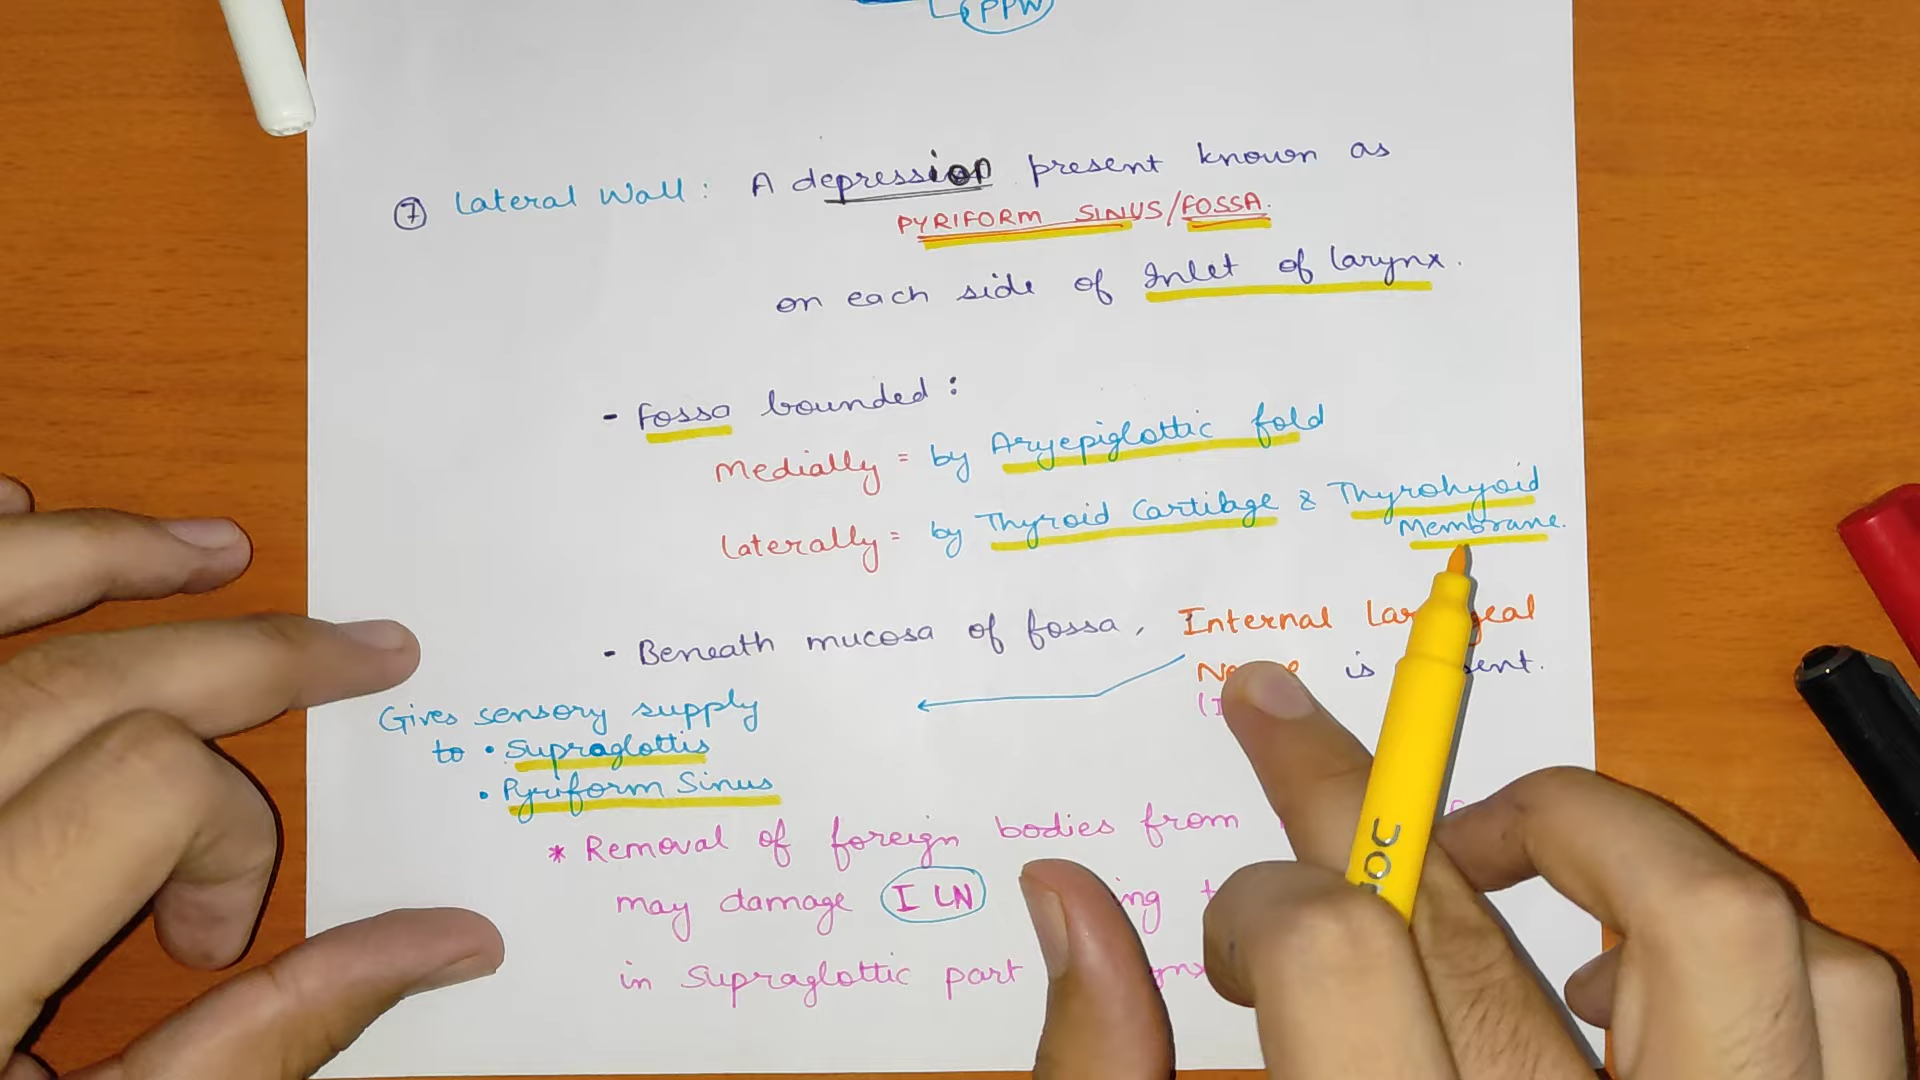 PPW
7 Lateral Wall : A depression present known as
PYRIFORM SINUS/FOSSA.
on each side of Inlet of larynx.
- Fossa bounded :
Medially = by Aryepiglottic fold
Laterally = by Thyroid Cartilage & Thyrohyoid
Membrane.
- Beneath mucosa of fossa, Internal
is
Gives sensory supply
to • Supraglottis
• Pyriform Sinus
* Removal of foreign bodies from
may damage ILN
in Supraglottic part